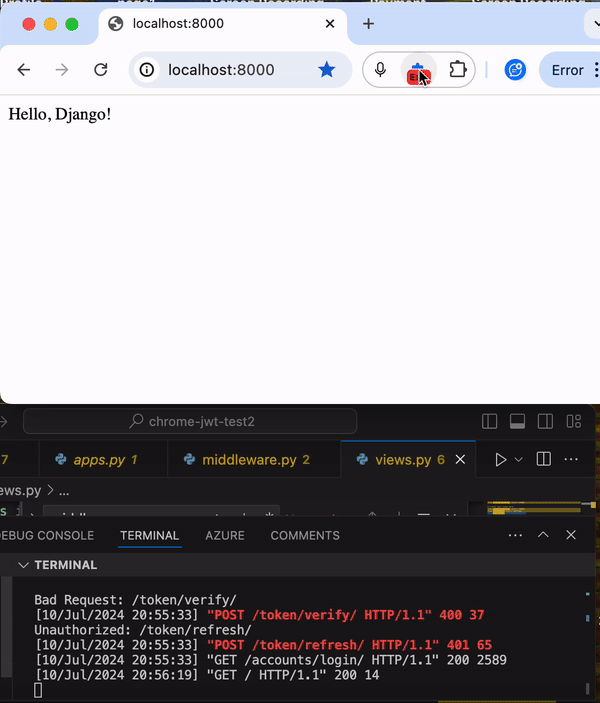 localhost:8000
localhost:8000
Error
Hello, Django!
chrome-jwt-test2
7
apps.py 1
middleware.py 2
views.py 6
ews.py > ...
DEBUG CONSOLE
TERMINAL
AZURE
COMMENTS
TERMINAL
Bad Request: /token/verify/
[10/Jul/2024 20:55:33] "POST /token/verify/ HTTP/1.1" 400 37
Unauthorized: /token/refresh/
[10/Jul/2024 20:55:33] "POST /token/refresh/ HTTP/1.1" 401 65
[10/Jul/2024 20:55:33] "GET /accounts/login/ HTTP/1.1" 200 2589
[10/Jul/2024 20:56:19] "GET / HTTP/1.1" 200 14